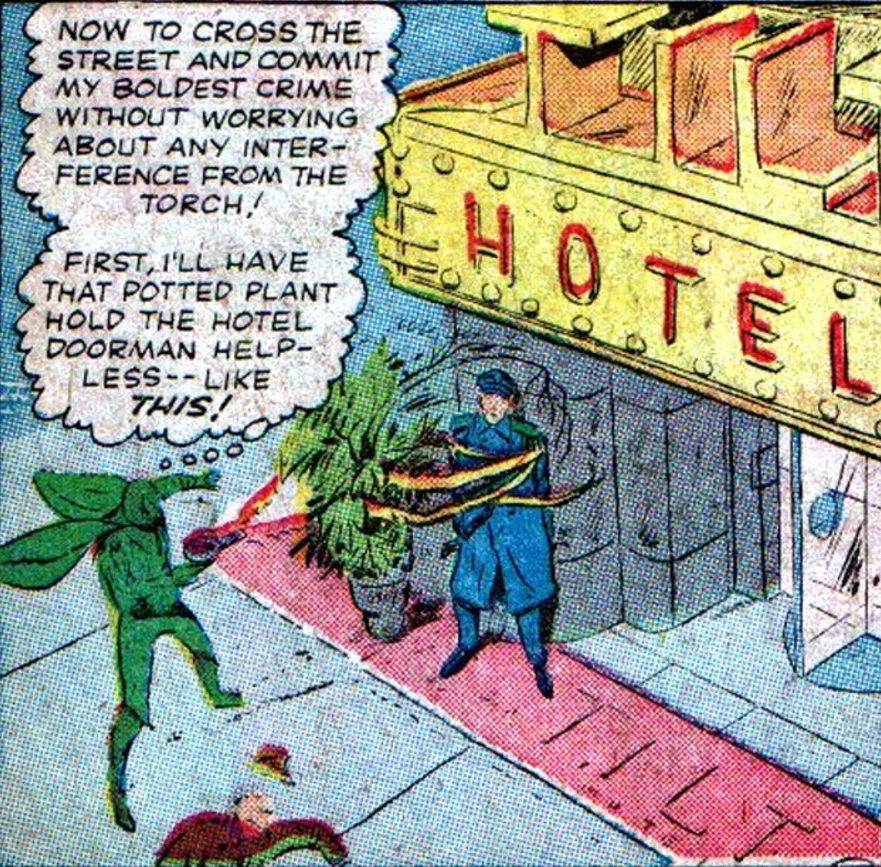 NOW TO CROSS THE
STREET AND COMMIT
MY BOLDEST CRIME
WITHOUT WORRYING
ABOUT ANY INTER-
FERENCE FROM THE
TORCH!
FIRST, I'LL HAVE
THAT POTTED PLANT
HOLD THE HOTEL
DOORMAN HELP-
LESS--LIKE
THIS!
HOTEL
TILT